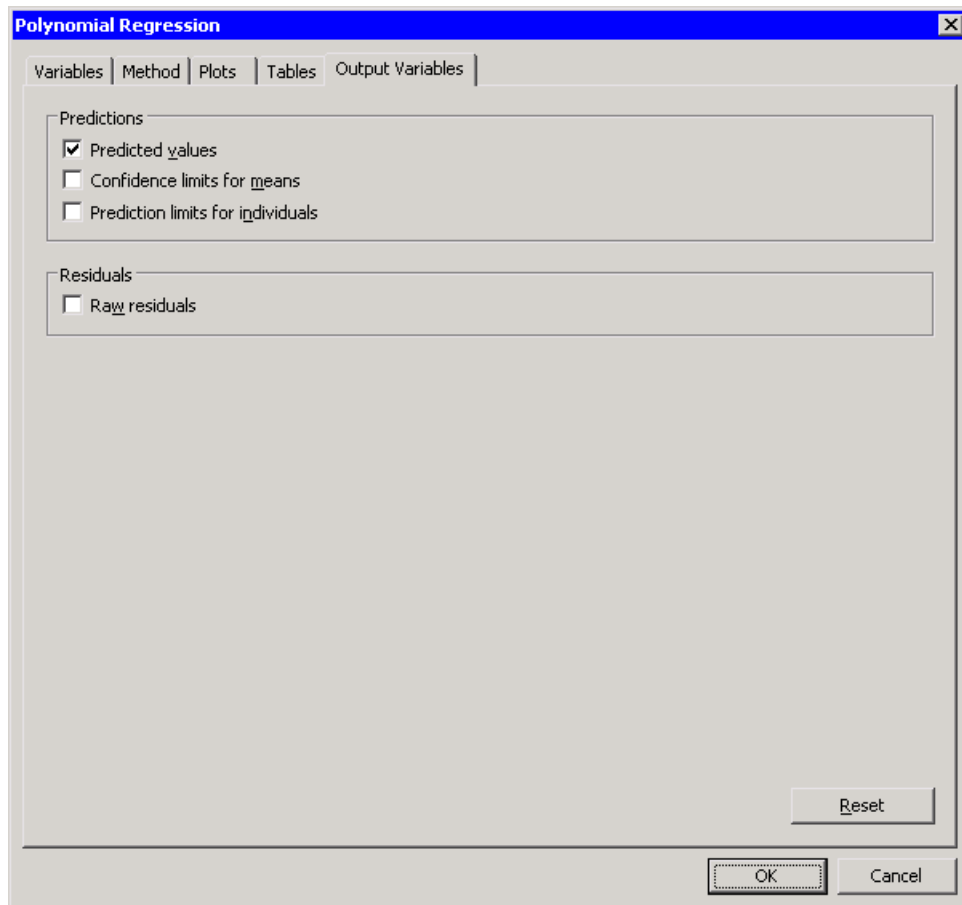 Polynomial Regression
Variables Method Plots Tables Output Variables
Predictions
Predicted values
Confidence limits for means
Prediction limits for individuals
Residuals
Raw residuals
Reset
OK Cancel